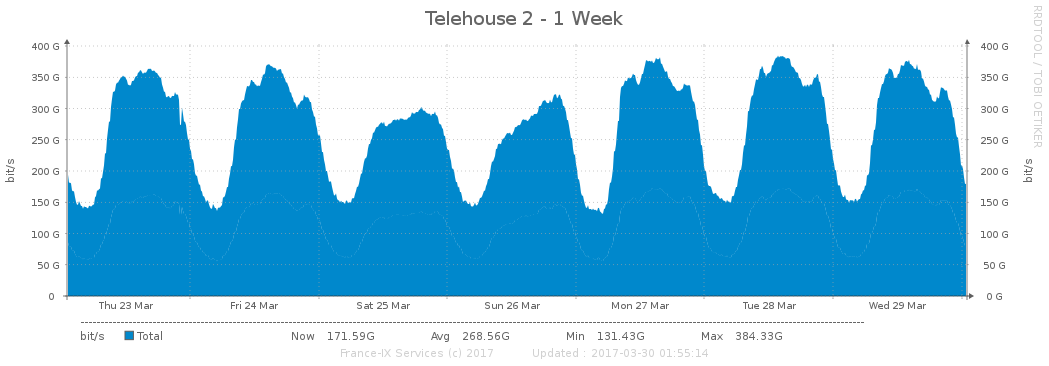 Telehouse 2 - 1 Week
RRDTOOL / TOBI OETIKER
bit/s
400 G 400 G
350 G 350 G
300 G 300 G
250 G 250 G
200 G 200 G
150 G 150 G
100 G 100 G
50 G 50 G
0 0 G
bit/s
Thu 23 Mar Fri 24 Mar Sat 25 Mar Sun 26 Mar Mon 27 Mar Tue 28 Mar Wed 29 Mar
bit/s Total Now 171.59G Avg 268.56G Min 131.43G Max 384.33G
France-IX Services (c) 2017 Updated : 2017-03-30 01:55:14